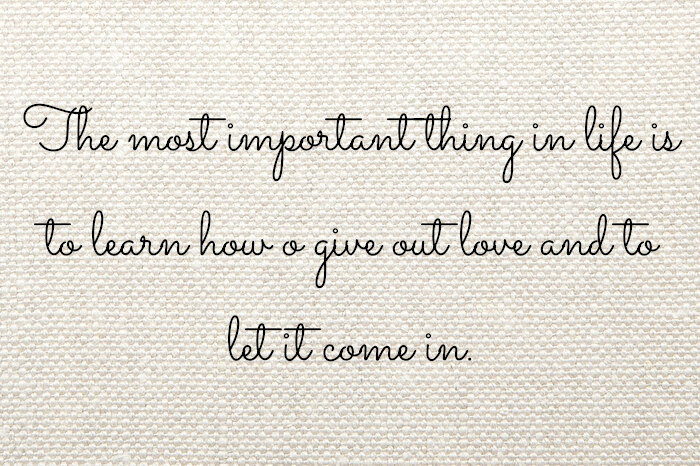 The most important thing in life is
to learn how o give out love and to
let it come in.